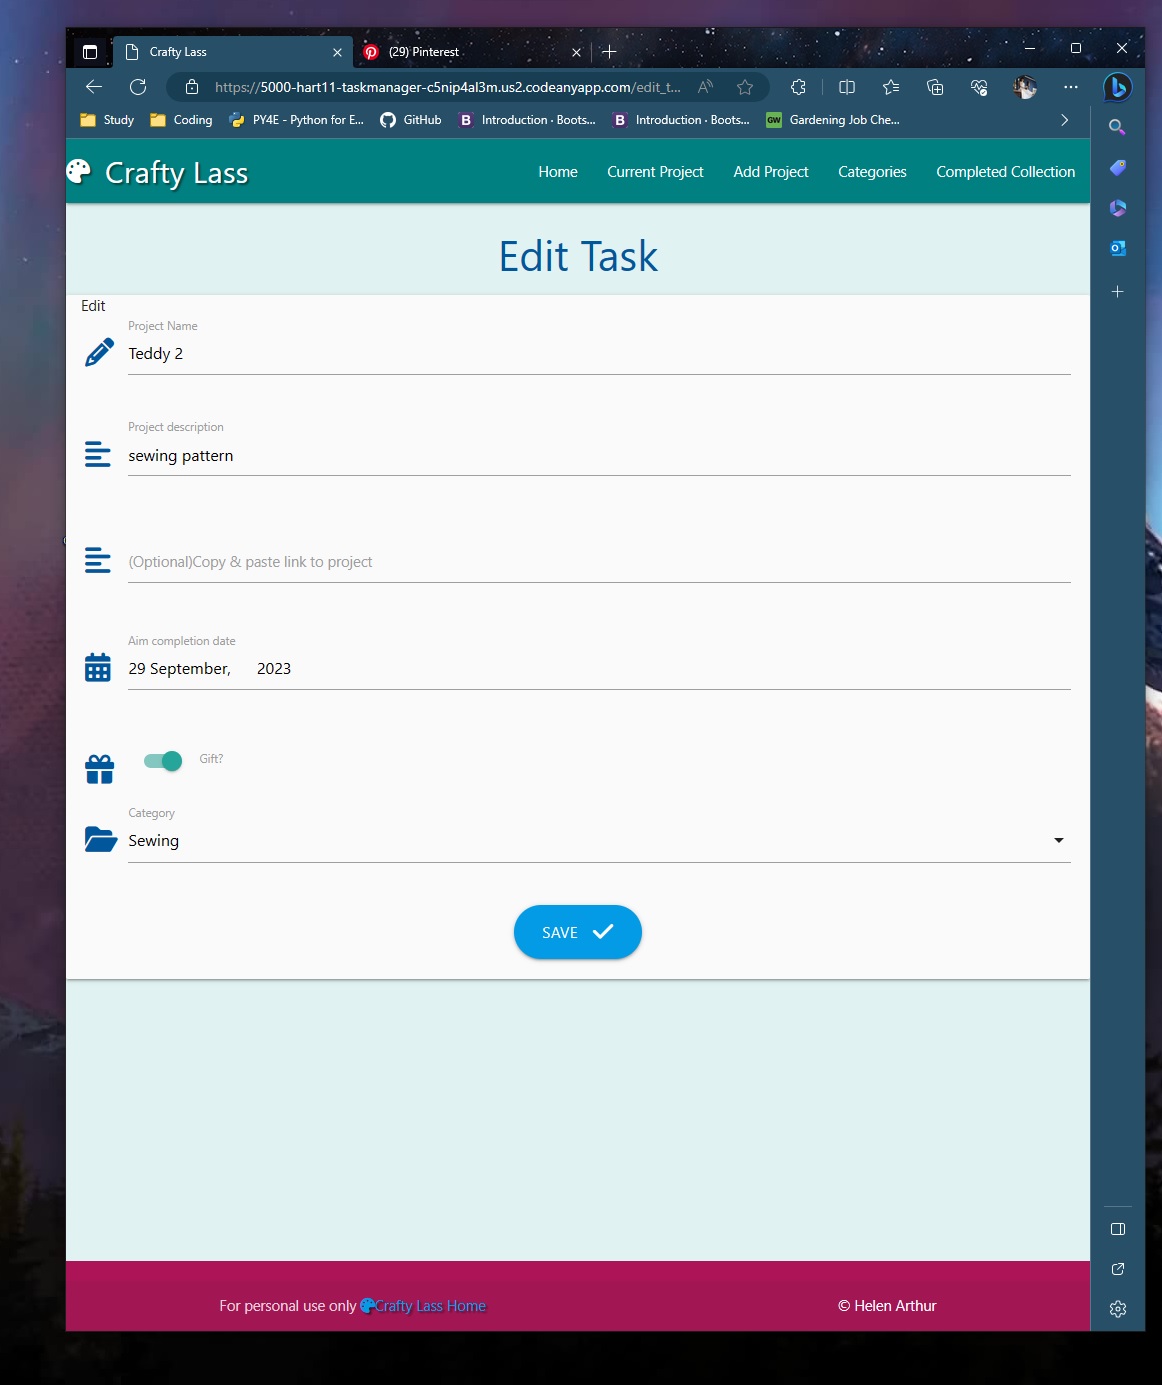 Crafty Lass
(29) Pinterest
https://5000-hart11-taskmanager-c5nip4al3m.us2.codeanyapp.com/edit_t...
Study Coding PY4E - Python for E... GitHub B Introduction · Boots... B Introduction · Boots... GW Gardening Job Che...
Crafty Lass
Home Current Project Add Project Categories Completed Collection
Edit Task
Edit
Project Name
Teddy 2
Project description
sewing pattern
(Optional)Copy & paste link to project
Aim completion date
29 September, 2023
Gift?
Category
Sewing
SAVE
For personal use only Crafty Lass Home
© Helen Arthur